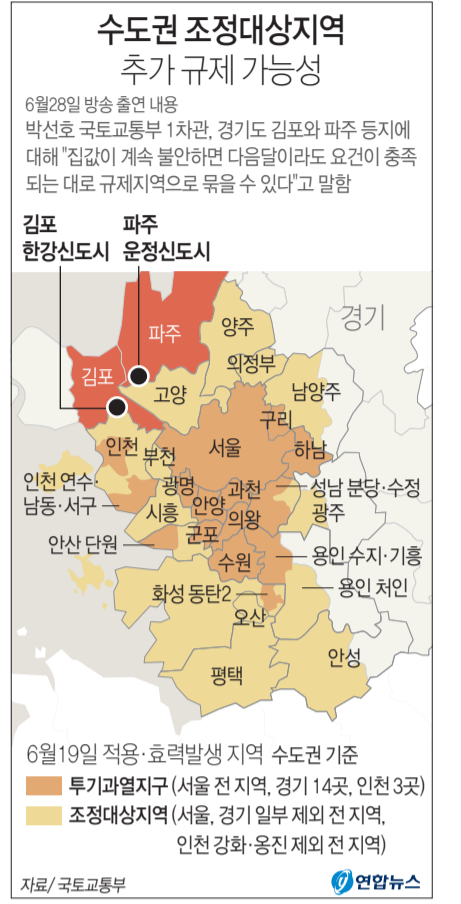 수도권 조정대상지역
추가 규제 가능성
6월28일 방송 출연 내용
박선호 국토교통부 1차관, 경기도 김포와 파주 등지에
대해 "집값이 계속 불안하면 다음달이라도 요건이 충족
되는 대로 규제지역으로 묶을 수 있다"고 말함
김포
한강신도시
파주
운정신도시
경기
파주
양주
의정부
김포
고양
남양주
구리
서울
하남
인천
부천
인천 연수·
남동·서구
광명
안양
과천
성남 분당·수정
광주
시흥
의왕
군포
안산 단원
수원
용인 수지·기흥
화성 동탄2
용인 처인
오산
평택
안성
6월19일 적용·효력발생 지역 수도권 기준
투기과열지구 (서울 전 지역, 경기 14곳, 인천 3곳)
조정대상지역 (서울, 경기 일부 제외 전 지역,
인천 강화·옹진 제외 전 지역)
자료/ 국토교통부
연합뉴스